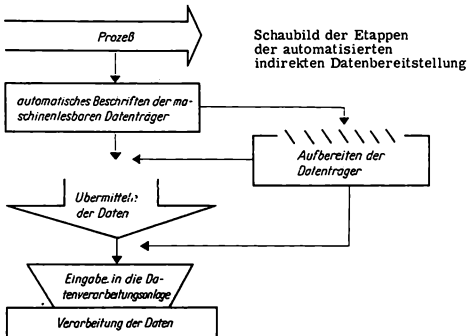 Prozeß
Schaubild der Etappen
der automatisierten
indirekten Datenbereitstellung
automatisches Beschriften der ma-
schinenlesbaren Datenträger
Aufbereiten der
Datentrager
Übermitteln
der Daten
Eingabe in die Da-
tenverarbeitungsanlage
Verarbeitung der Daten